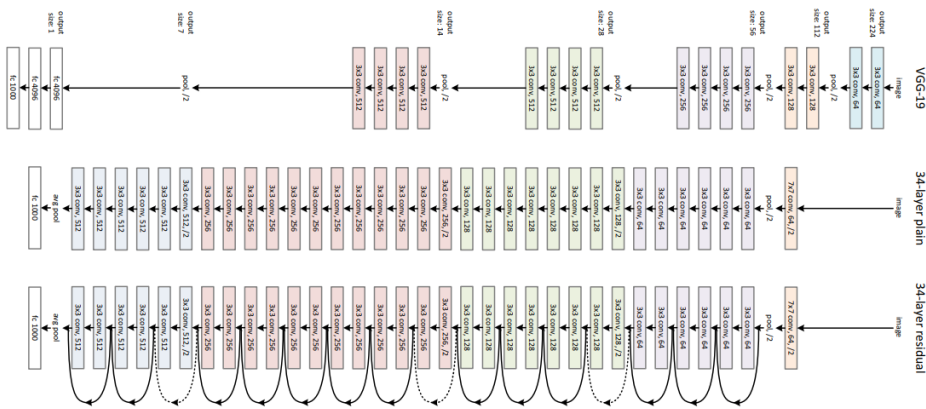 output
size: 224
output
size: 112
output
size: 56
output
size: 28
output
size: 14
output
size: 7
output
size: 1
VGG-19
image
3x3 conv, 64
3x3 conv, 64
pool, /2
3x3 conv, 128
3x3 conv, 128
pool, /2
3x3 conv, 256
3x3 conv, 256
3x3 conv, 256
3x3 conv, 256
pool, /2
3x3 conv, 512
3x3 conv, 512
3x3 conv, 512
3x3 conv, 512
pool, /2
3x3 conv, 512
3x3 conv, 512
3x3 conv, 512
3x3 conv, 512
pool, /2
fc 4096
fc 4096
fc 1000
34-layer plain
image
7x7 conv, 64, /2
pool, /2
3x3 conv, 64
3x3 conv, 64
3x3 conv, 64
3x3 conv, 64
3x3 conv, 64
3x3 conv, 64
3x3 conv, 128, /2
3x3 conv, 128
3x3 conv, 128
3x3 conv, 128
3x3 conv, 128
3x3 conv, 128
3x3 conv, 128
3x3 conv, 128
3x3 conv, 256, /2
3x3 conv, 256
3x3 conv, 256
3x3 conv, 256
3x3 conv, 256
3x3 conv, 256
3x3 conv, 256
3x3 conv, 256
3x3 conv, 256
3x3 conv, 256
3x3 conv, 256
3x3 conv, 256
3x3 conv, 512, /2
3x3 conv, 512
3x3 conv, 512
3x3 conv, 512
3x3 conv, 512
3x3 conv, 512
avg pool
fc 1000
34-layer residual
image
7x7 conv, 64, /2
pool, /2
3x3 conv, 64
3x3 conv, 64
3x3 conv, 64
3x3 conv, 64
3x3 conv, 64
3x3 conv, 64
3x3 conv, 128, /2
3x3 conv, 128
3x3 conv, 128
3x3 conv, 128
3x3 conv, 128
3x3 conv, 128
3x3 conv, 128
3x3 conv, 128
3x3 conv, 256, /2
3x3 conv, 256
3x3 conv, 256
3x3 conv, 256
3x3 conv, 256
3x3 conv, 256
3x3 conv, 256
3x3 conv, 256
3x3 conv, 256
3x3 conv, 256
3x3 conv, 256
3x3 conv, 256
3x3 conv, 512, /2
3x3 conv, 512
3x3 conv, 512
3x3 conv, 512
3x3 conv, 512
3x3 conv, 512
avg pool
fc 1000